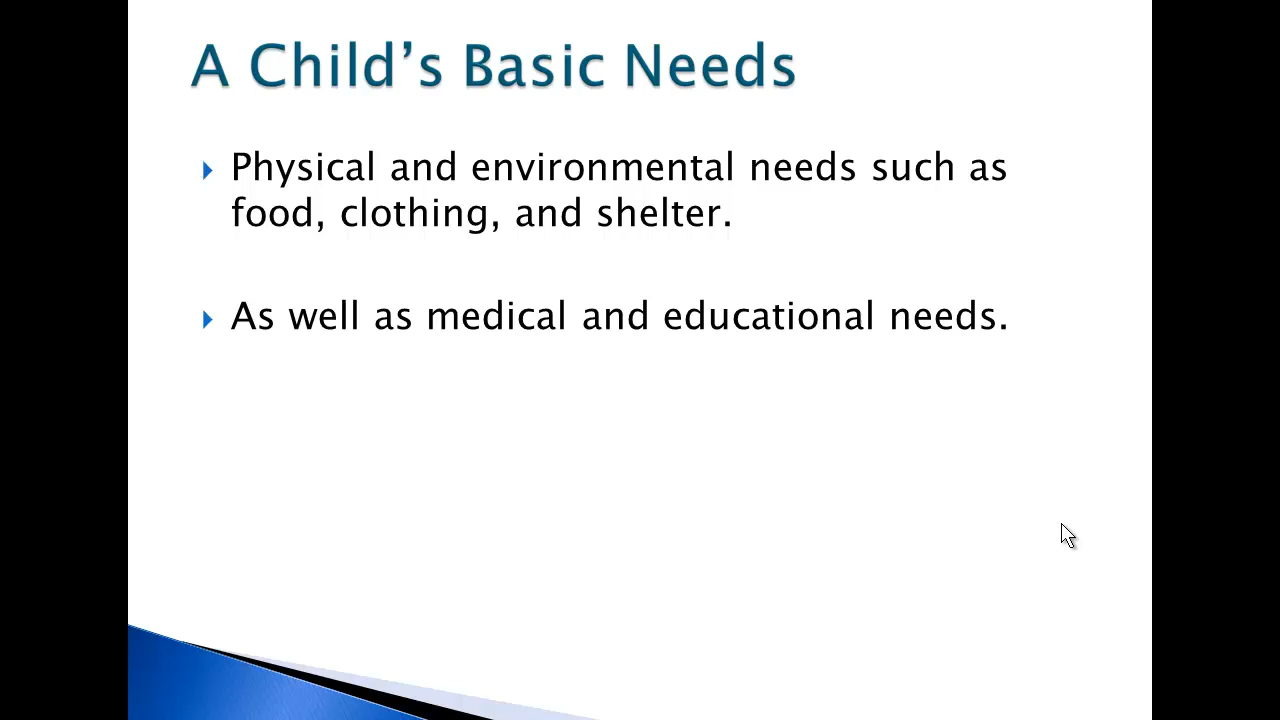 A Child’s Basic Needs
Physical and environmental needs such as
food, clothing, and shelter.
As well as medical and educational needs.